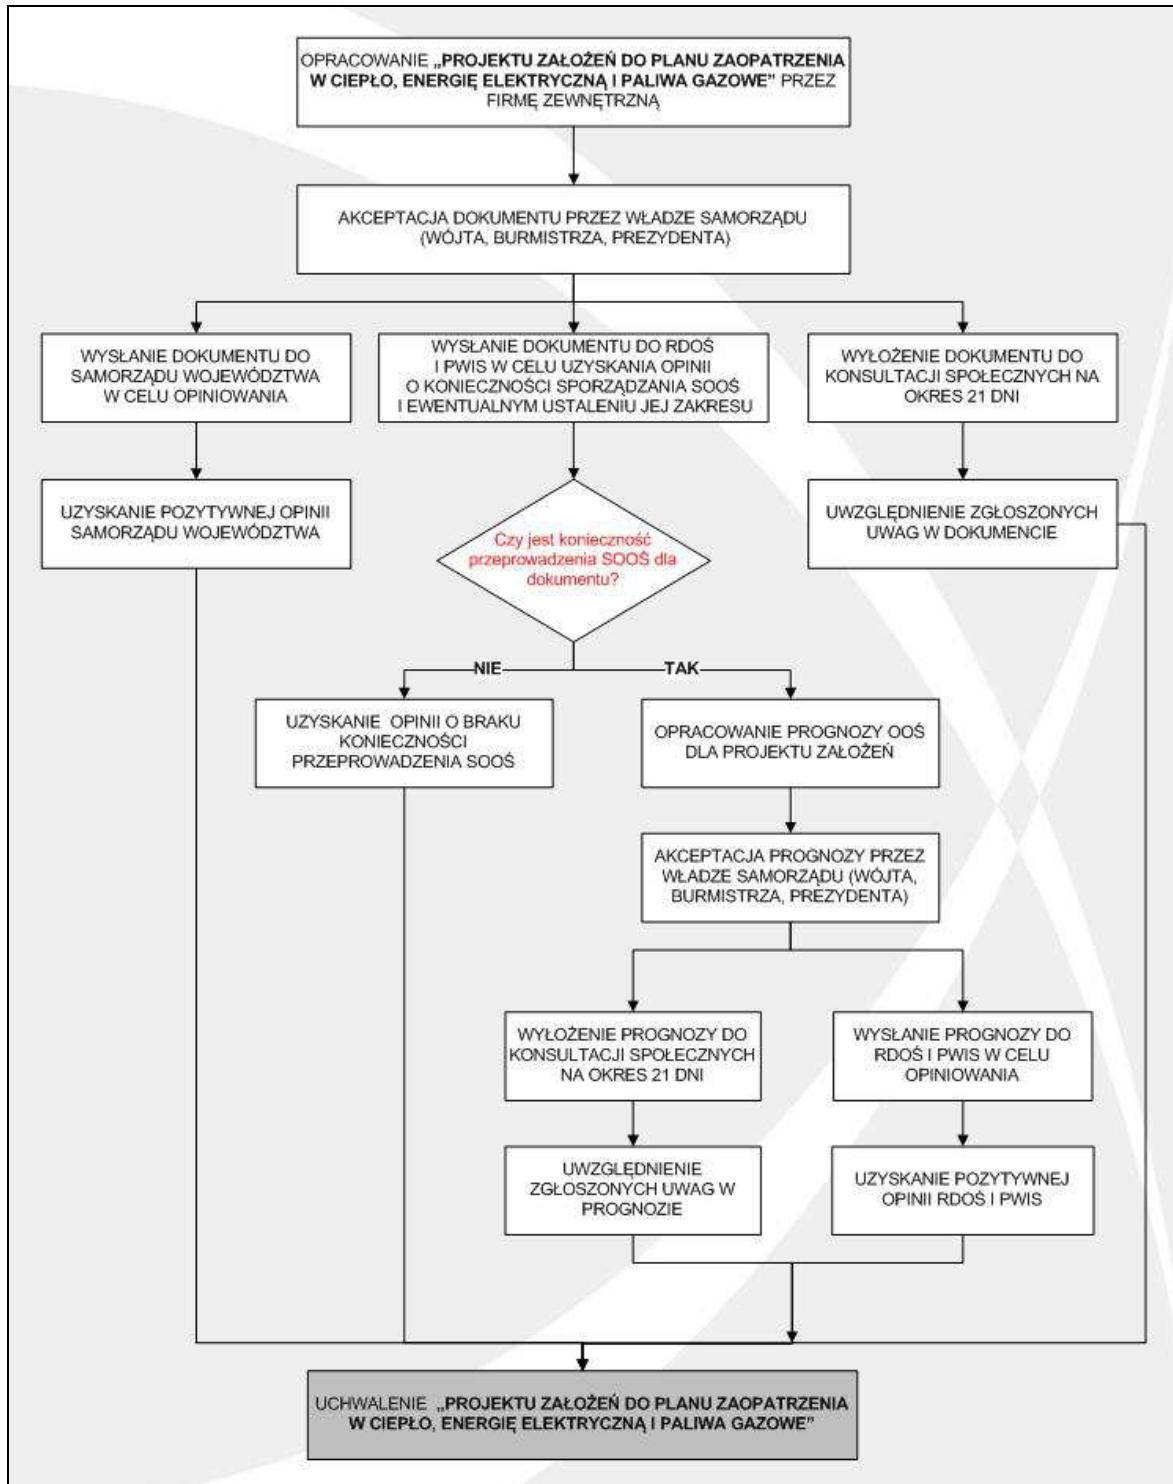 OPRACOWANIE „PROJEKTU ZAŁOŻEŃ DO PLANU ZAOPATRZENIA
W CIEPŁO, ENERGIĘ ELEKTRYCZNĄ I PALIWA GAZOWE” PRZEZ
FIRMĘ ZEWNĘTRZNĄ
AKCEPTACJA DOKUMENTU PRZEZ WŁADZE SAMORZĄDU
(WÓJTA, BURMISTRZA, PREZYDENTA)
WYSŁANIE DOKUMENTU DO
SAMORZĄDU WOJEWÓDZTWA
W CELU OPINIOWANIA
WYSŁANIE DOKUMENTU DO RDOŚ
I PWIS W CELU UZYSKANIA OPINII
O KONIECZNOŚCI SPORZĄDZANIA SOOŚ
I EWENTUALNYM USTALENIU JEJ ZAKRESU
WYŁOŻENIE DOKUMENTU DO
KONSULTACJI SPOŁECZNYCH NA
OKRES 21 DNI
UZYSKANIE POZYTYWNEJ OPINII
SAMORZĄDU WOJEWÓDZTWA
Czy jest konieczność
przeprowadzenia SOOŚ dla
dokumentu?
UWZGLĘDNIENIE ZGŁOSZONYCH
UWAG W DOKUMENCIE
NIE
TAK
UZYSKANIE OPINII O BRAKU
KONIECZNOŚCI
PRZEPROWADZENIA SOOŚ
OPRACOWANIE PROGNOZY OOŚ
DLA PROJEKTU ZAŁOŻEŃ
AKCEPTACJA PROGNOZY PRZEZ
WŁADZE SAMORZĄDU (WÓJTA,
BURMISTRZA, PREZYDENTA)
WYŁOŻENIE PROGNOZY DO
KONSULTACJI SPOŁECZNYCH
NA OKRES 21 DNI
WYSŁANIE PROGNOZY DO
RDOŚ I PWIS W CELU
OPINIOWANIA
UWZGLĘDNIENIE
ZGŁOSZONYCH UWAG W
PROGNOZIE
UZYSKANIE POZYTYWNEJ
OPINII RDOŚ I PWIS
UCHWALENIE „PROJEKTU ZAŁOŻEŃ DO PLANU ZAOPATRZENIA
W CIEPŁO, ENERGIĘ ELEKTRYCZNĄ I PALIWA GAZOWE”